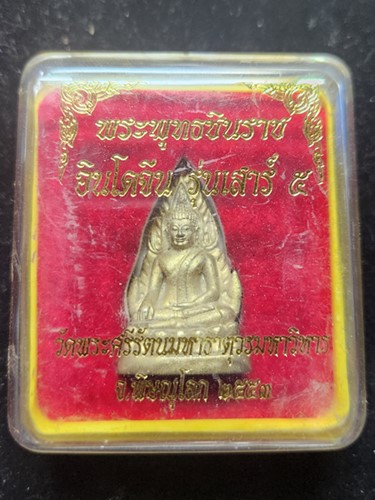 พระพุทธชินราช
อินโดจีน รุ่นเสาร์ ๕
วัดพระศรีรัตนมหาธาตุวรมหาวิหาร
จ.พิษณุโลก ๒๕๕๓